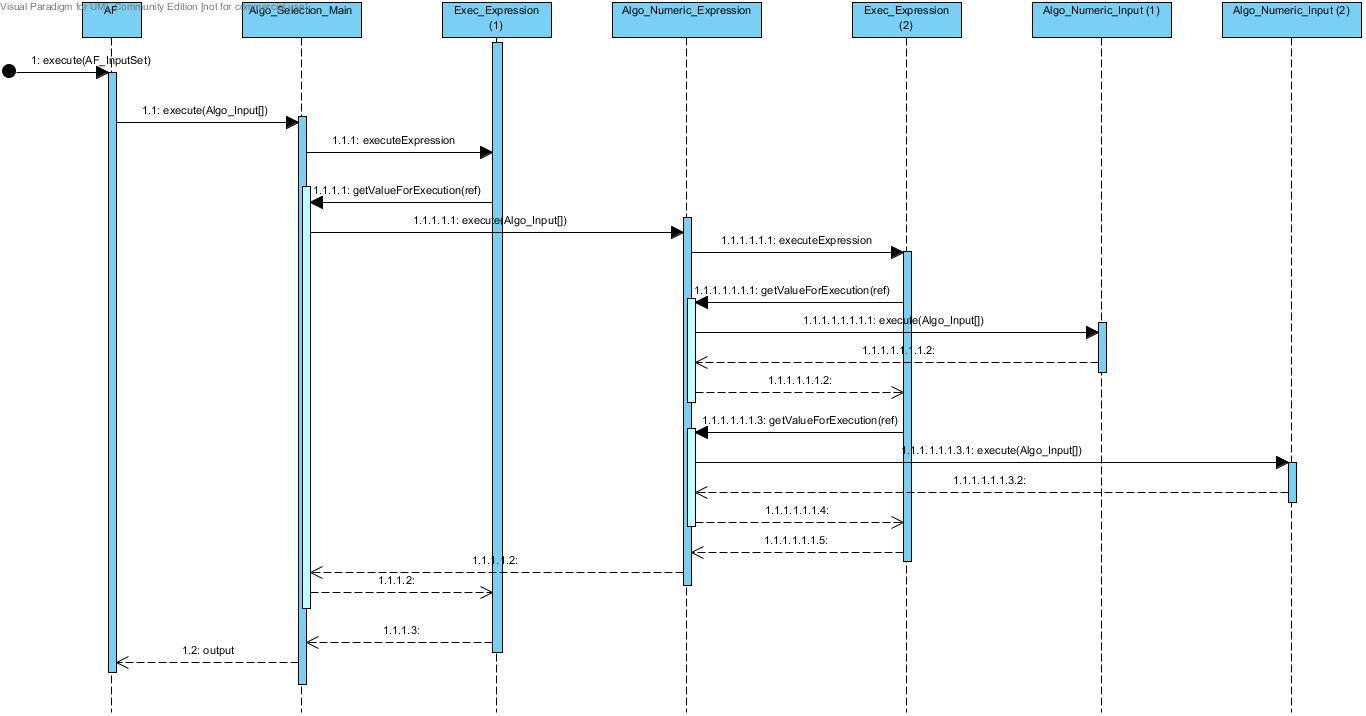 Visual Paradigm for UML Community Edition [not for commercial use]
AF
Algo_Selection_Main
Exec_Expression
(1)
Algo_Numeric_Expression
Exec_Expression
(2)
Algo_Numeric_Input (1)
Algo_Numeric_Input (2)
1: execute(AF_InputSet)
1.1: execute(Algo_Input[])
1.1.1: executeExpression
1.1.1.1: getValueForExecution(ref)
1.1.1.1.1: execute(Algo_Input[])
1.1.1.1.1.1: executeExpression
1.1.1.1.1.1.1: getValueForExecution(ref)
1.1.1.1.1.1.1.1: execute(Algo_Input[])
1.1.1.1.1.1.1.2:
1.1.1.1.1.1.2:
1.1.1.1.1.1.3: getValueForExecution(ref)
1.1.1.1.1.1.3.1: execute(Algo_Input[])
1.1.1.1.1.1.3.2:
1.1.1.1.1.1.4:
1.1.1.1.1.1.5:
1.1.1.1.2:
1.1.1.2:
1.1.1.3:
1.2: output